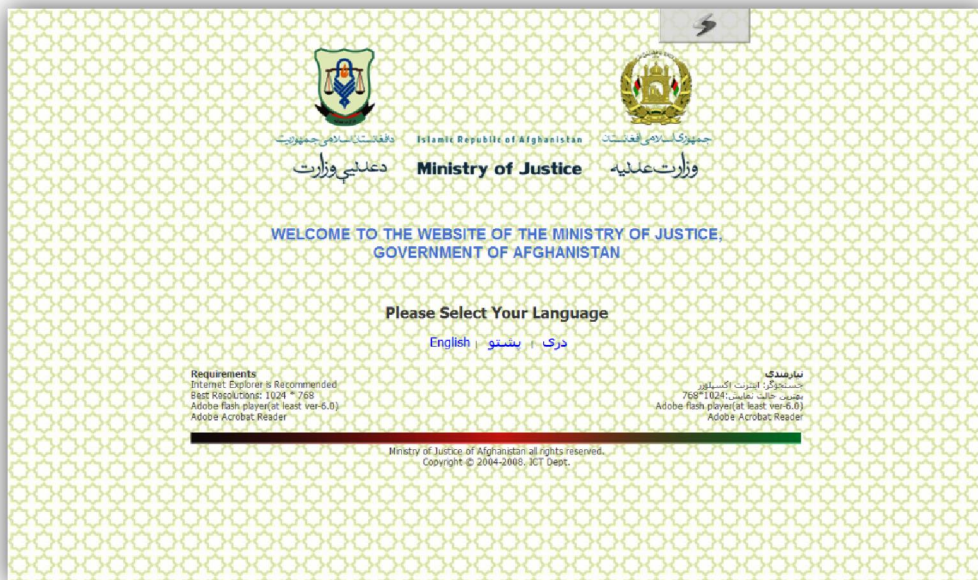 دافغانستان اسلامی جمهوریت
Islamic Republic of Afghanistan
جمهوری اسلامی افغانستان
دعدلیې وزارت
Ministry of Justice
وزارت عدلیه
WELCOME TO THE WEBSITE OF THE MINISTRY OF JUSTICE,
GOVERNMENT OF AFGHANISTAN
Please Select Your Language
English | پشتو | دری
Requirements
Internet Explorer is Recommended
Best Resolutions: 1024 * 768
Adobe flash player(at least ver-6.0)
Adobe Acrobat Reader
نیازمندی
جستجوگر: اینترنت اکسپلورر
بهترین حالت نمایش:1024*768
Adobe flash player(at least ver-6.0)
Adobe Acrobat Reader
Ministry of Justice of Afghanistan all rights reserved.
Copyright © 2004-2008. ICT Dept.